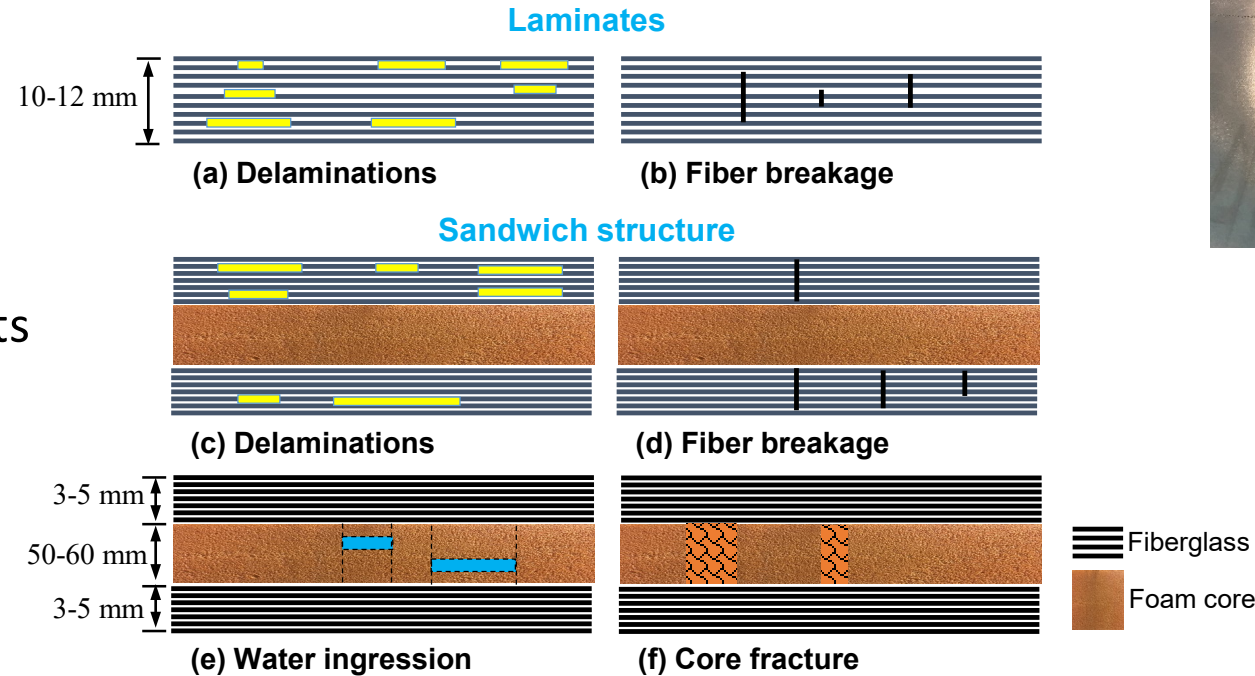 Laminates
10-12 mm
(a) Delaminations
(b) Fiber breakage
Sandwich structure
ts
(c) Delaminations
(d) Fiber breakage
3-5 mm
50-60 mm
3-5 mm
Fiberglass
Foam core
(e) Water ingression
(f) Core fracture